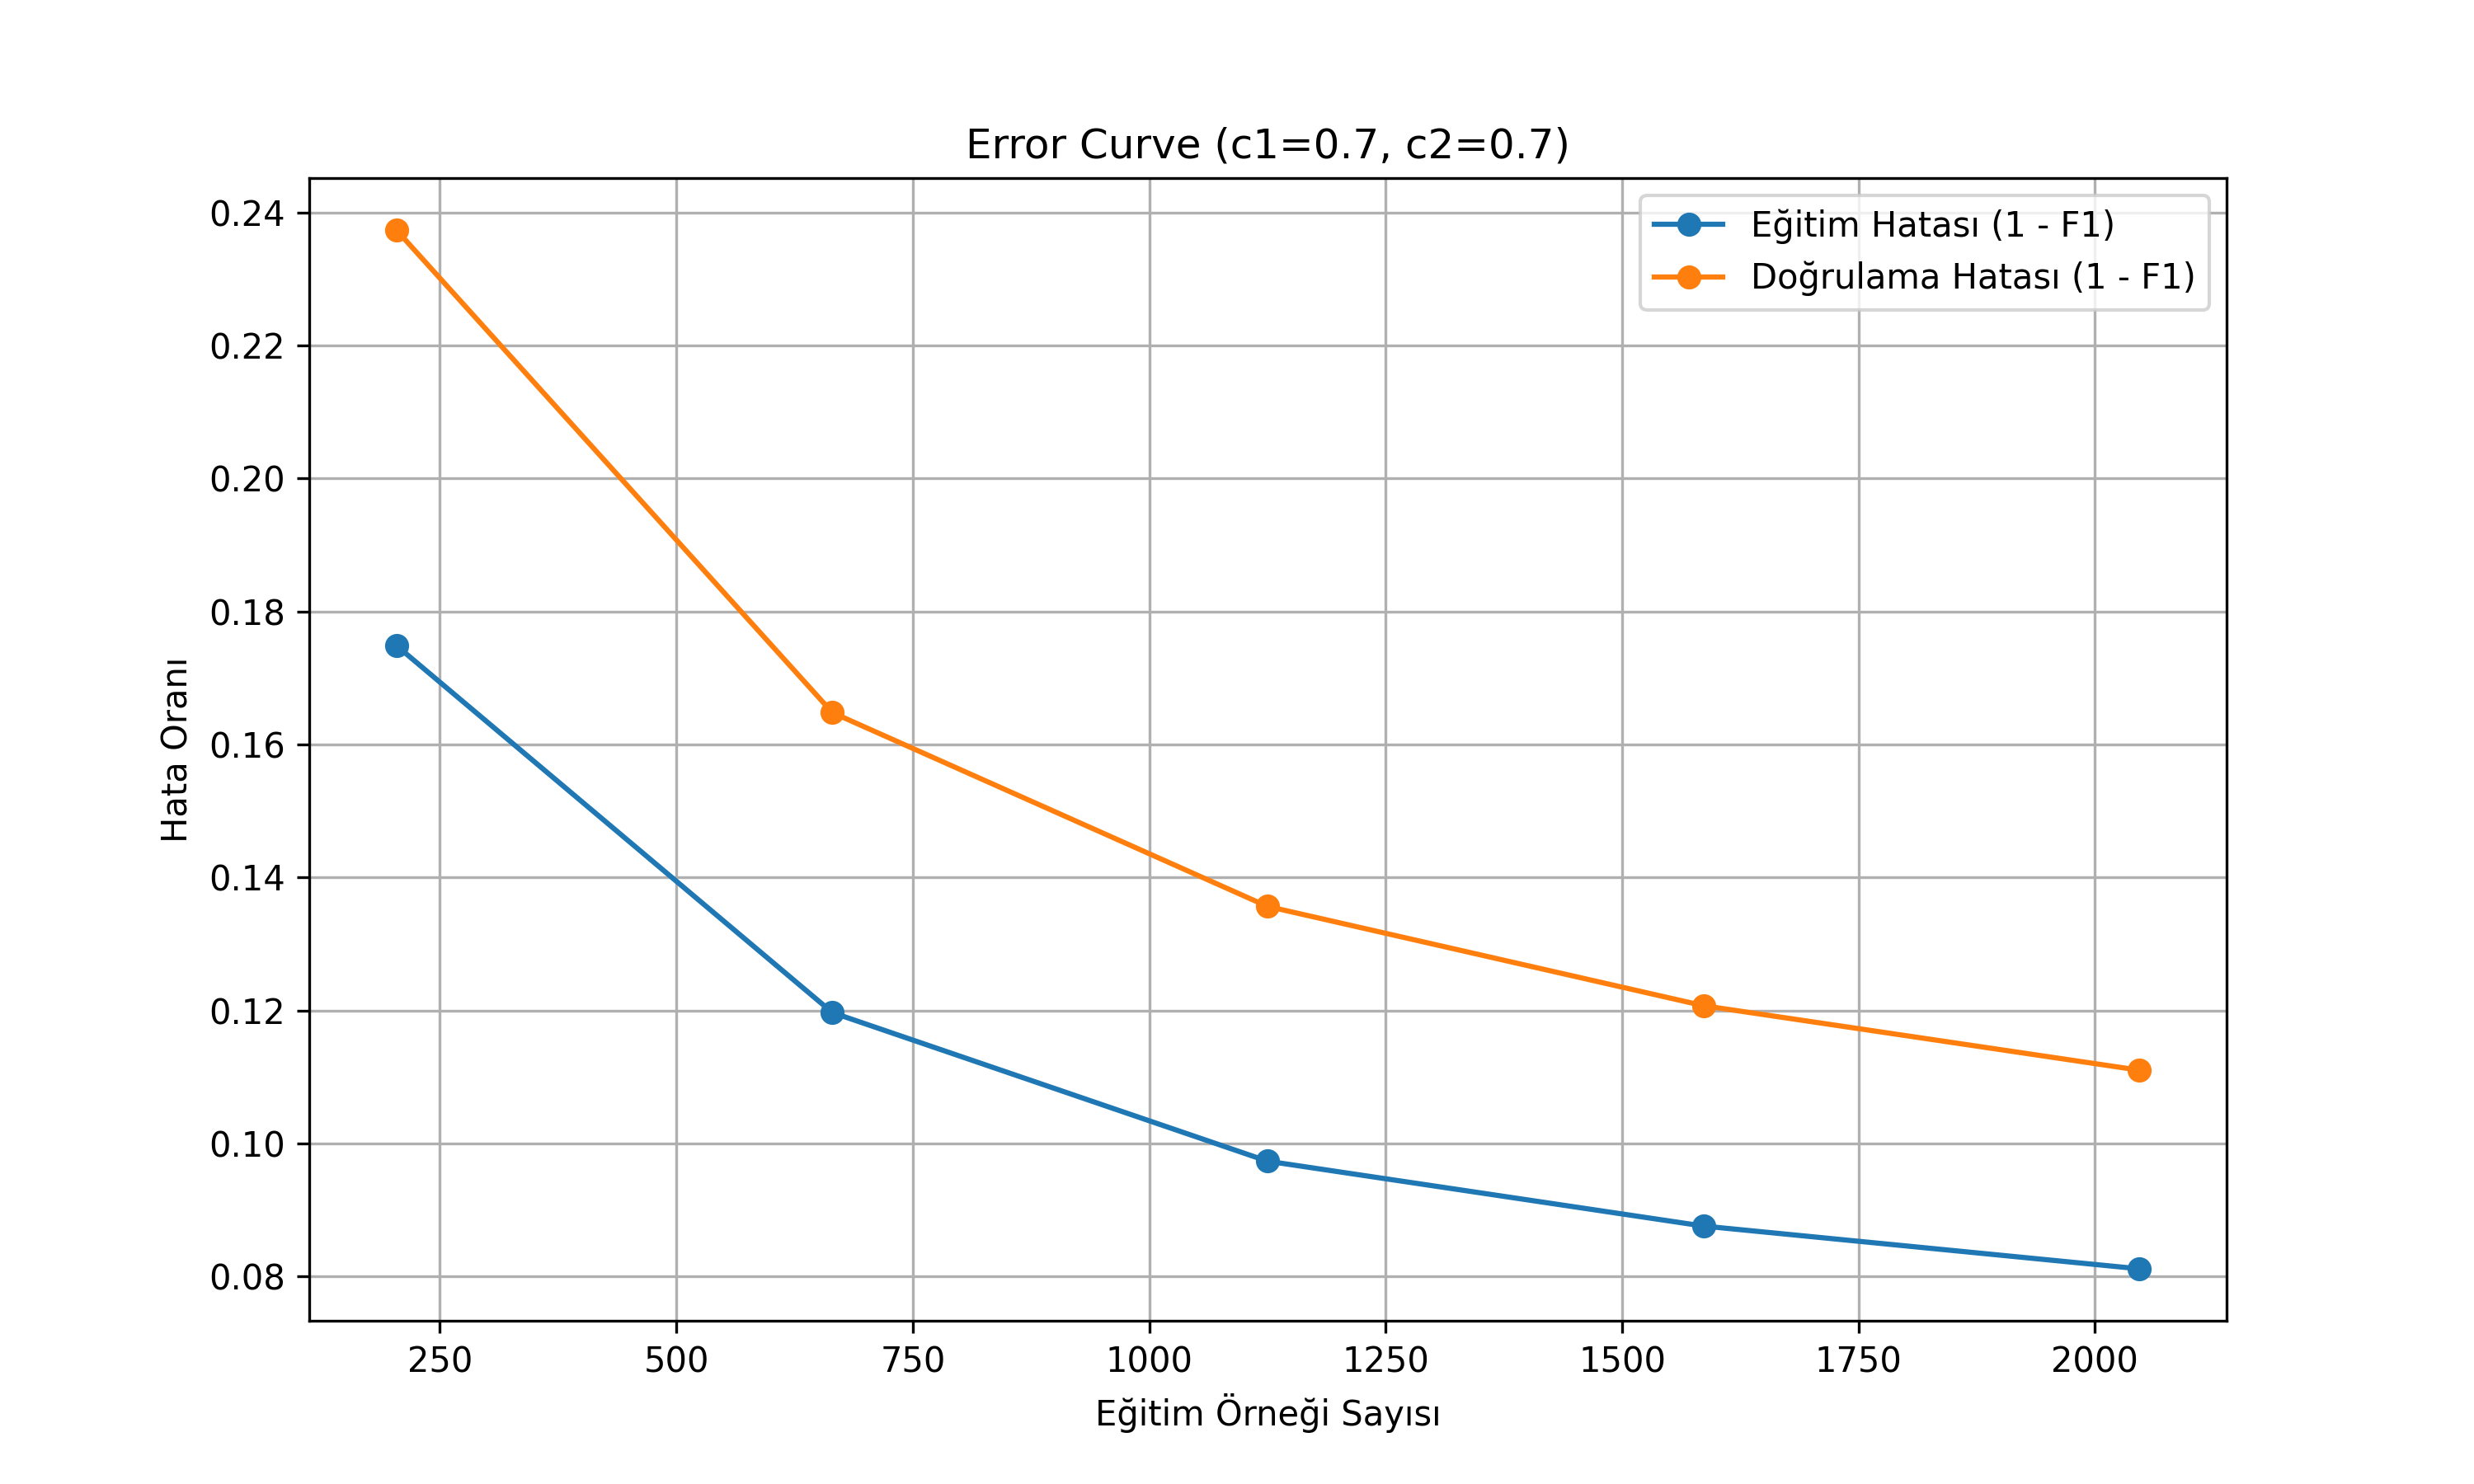 Error Curve (c1=0.7, c2=0.7)
Eğitim Hatası (1 - F1)
Doğrulama Hatası (1 - F1)
Hata Oranı
0.24
0.22
0.20
0.18
0.16
0.14
0.12
0.10
0.08
250 500 750 1000 1250 1500 1750 2000
Eğitim Örneği Sayısı